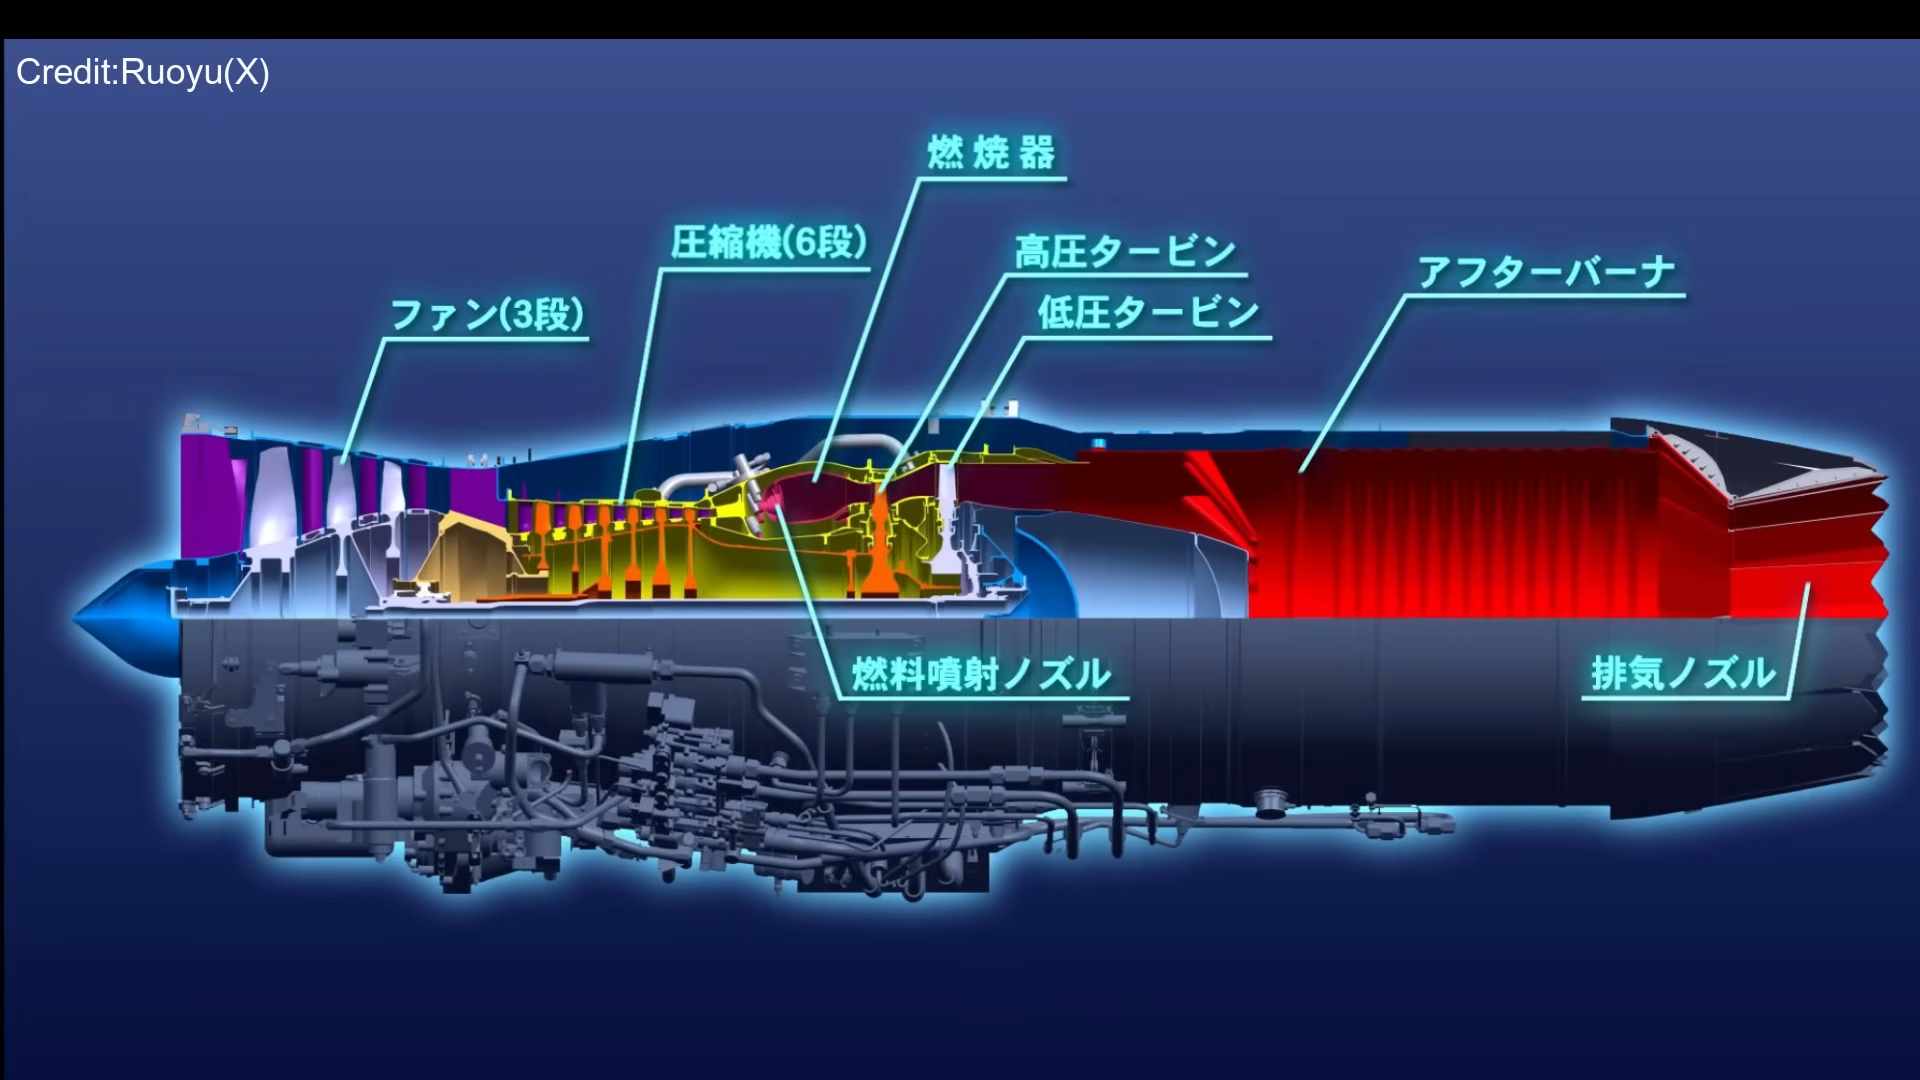 Credit:Ruoyu(X)
燃焼器
圧縮機(6段)
高圧タービン
アフターバーナ
ファン(3段)
低圧タービン
燃料噴射ノズル
排気ノズル